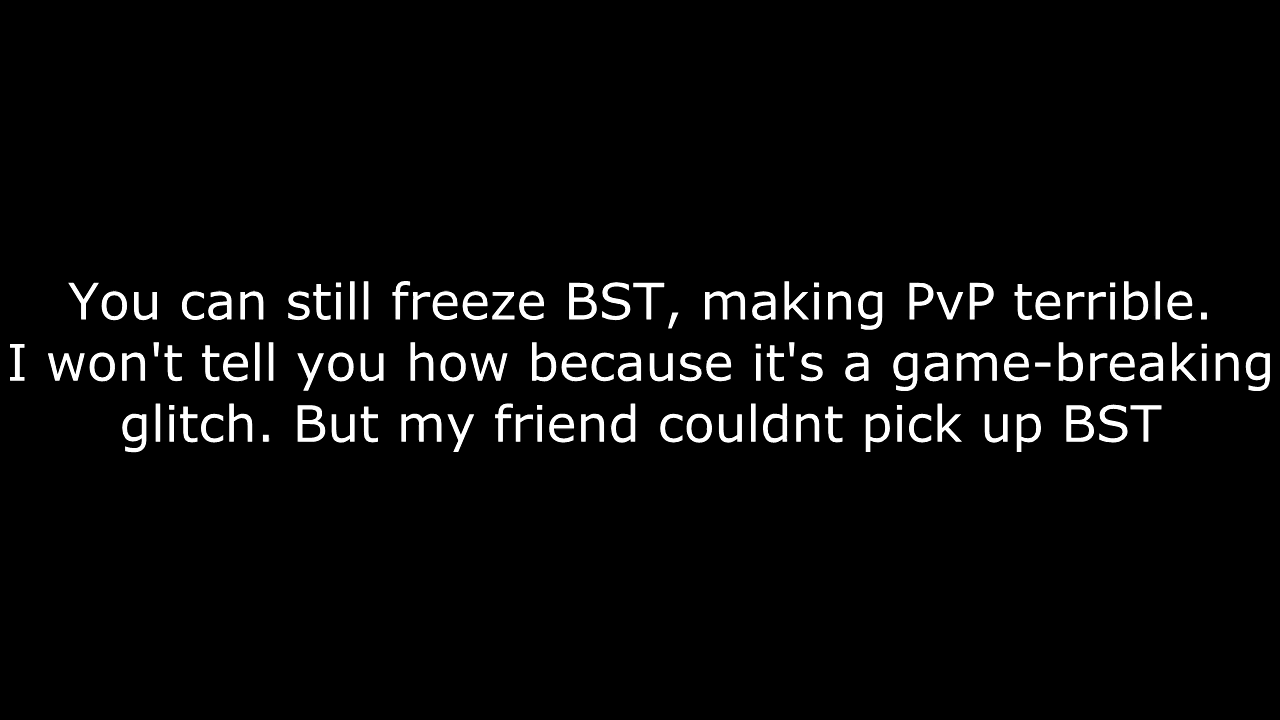 You can still freeze BST, making PvP terrible.
I won't tell you how because it's a game-breaking
glitch. But my friend couldnt pick up BST